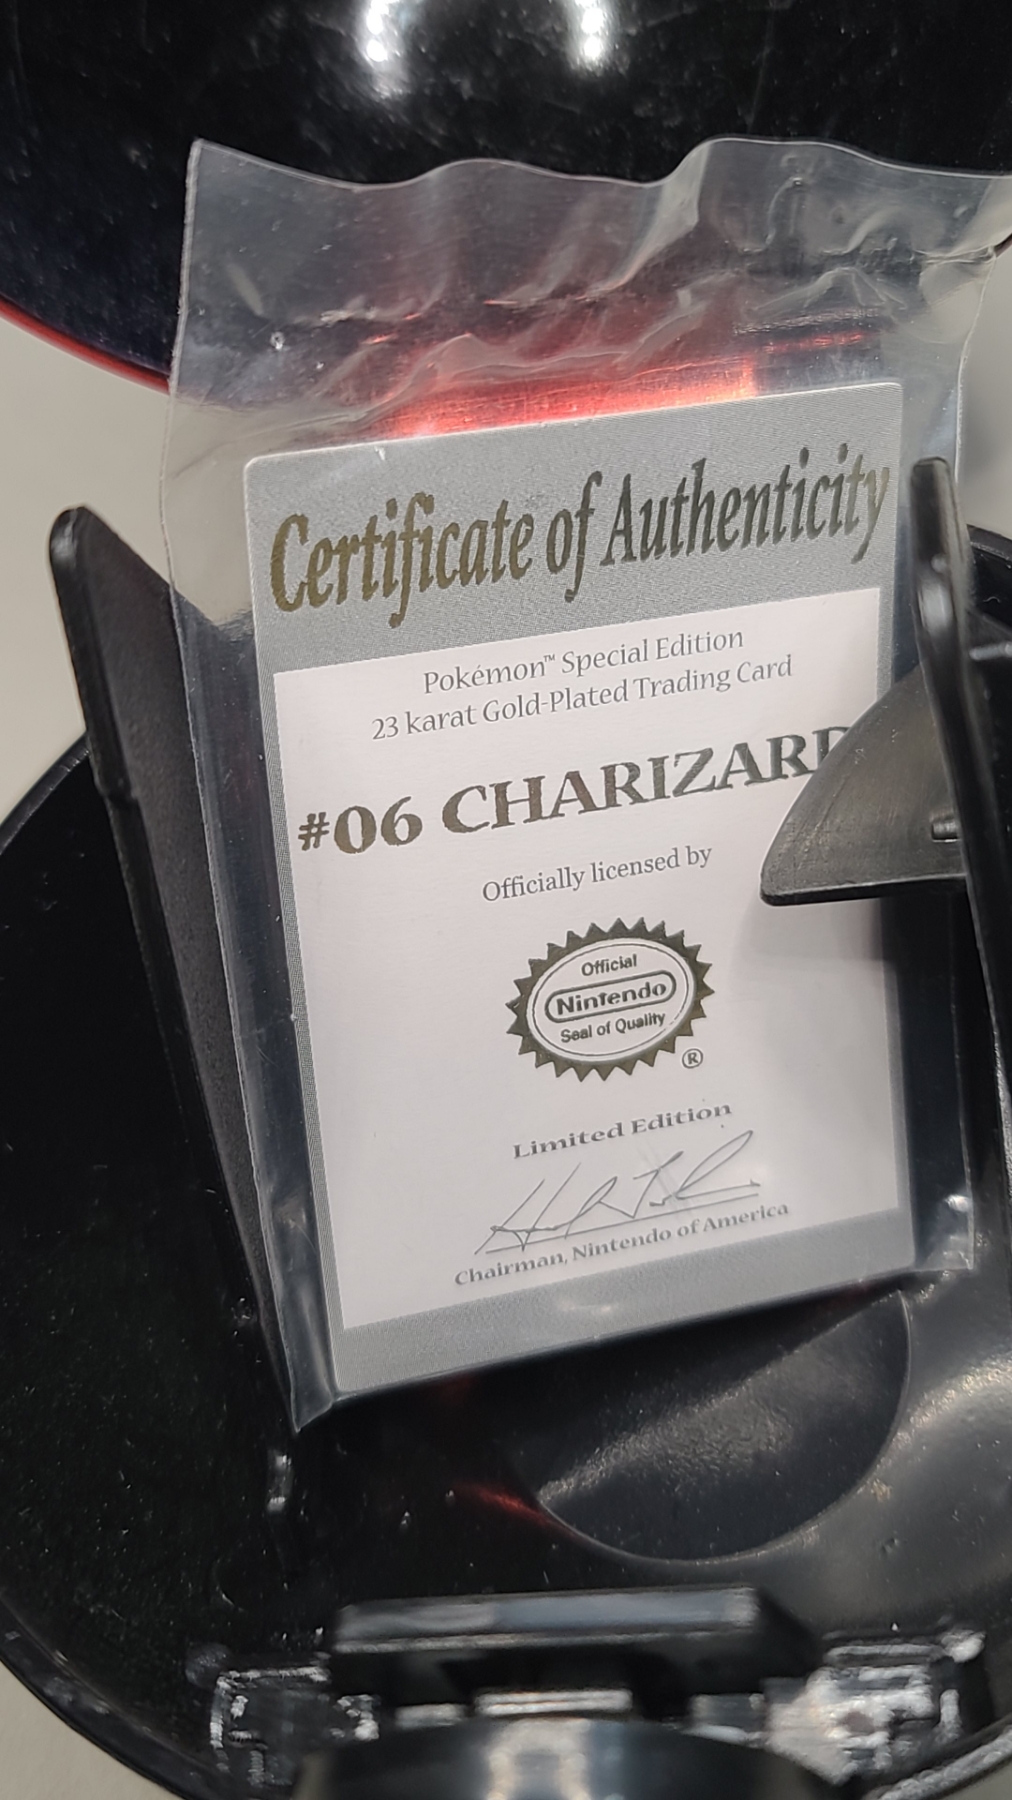 Certificate of Authenticity
Pokémon™ Special Edition
23 karat Gold-Plated Trading Card
#06 CHARIZARD
Officially licensed by
Official
Nintendo
Seal of Quality
®
Limited Edition
Chairman, Nintendo of America